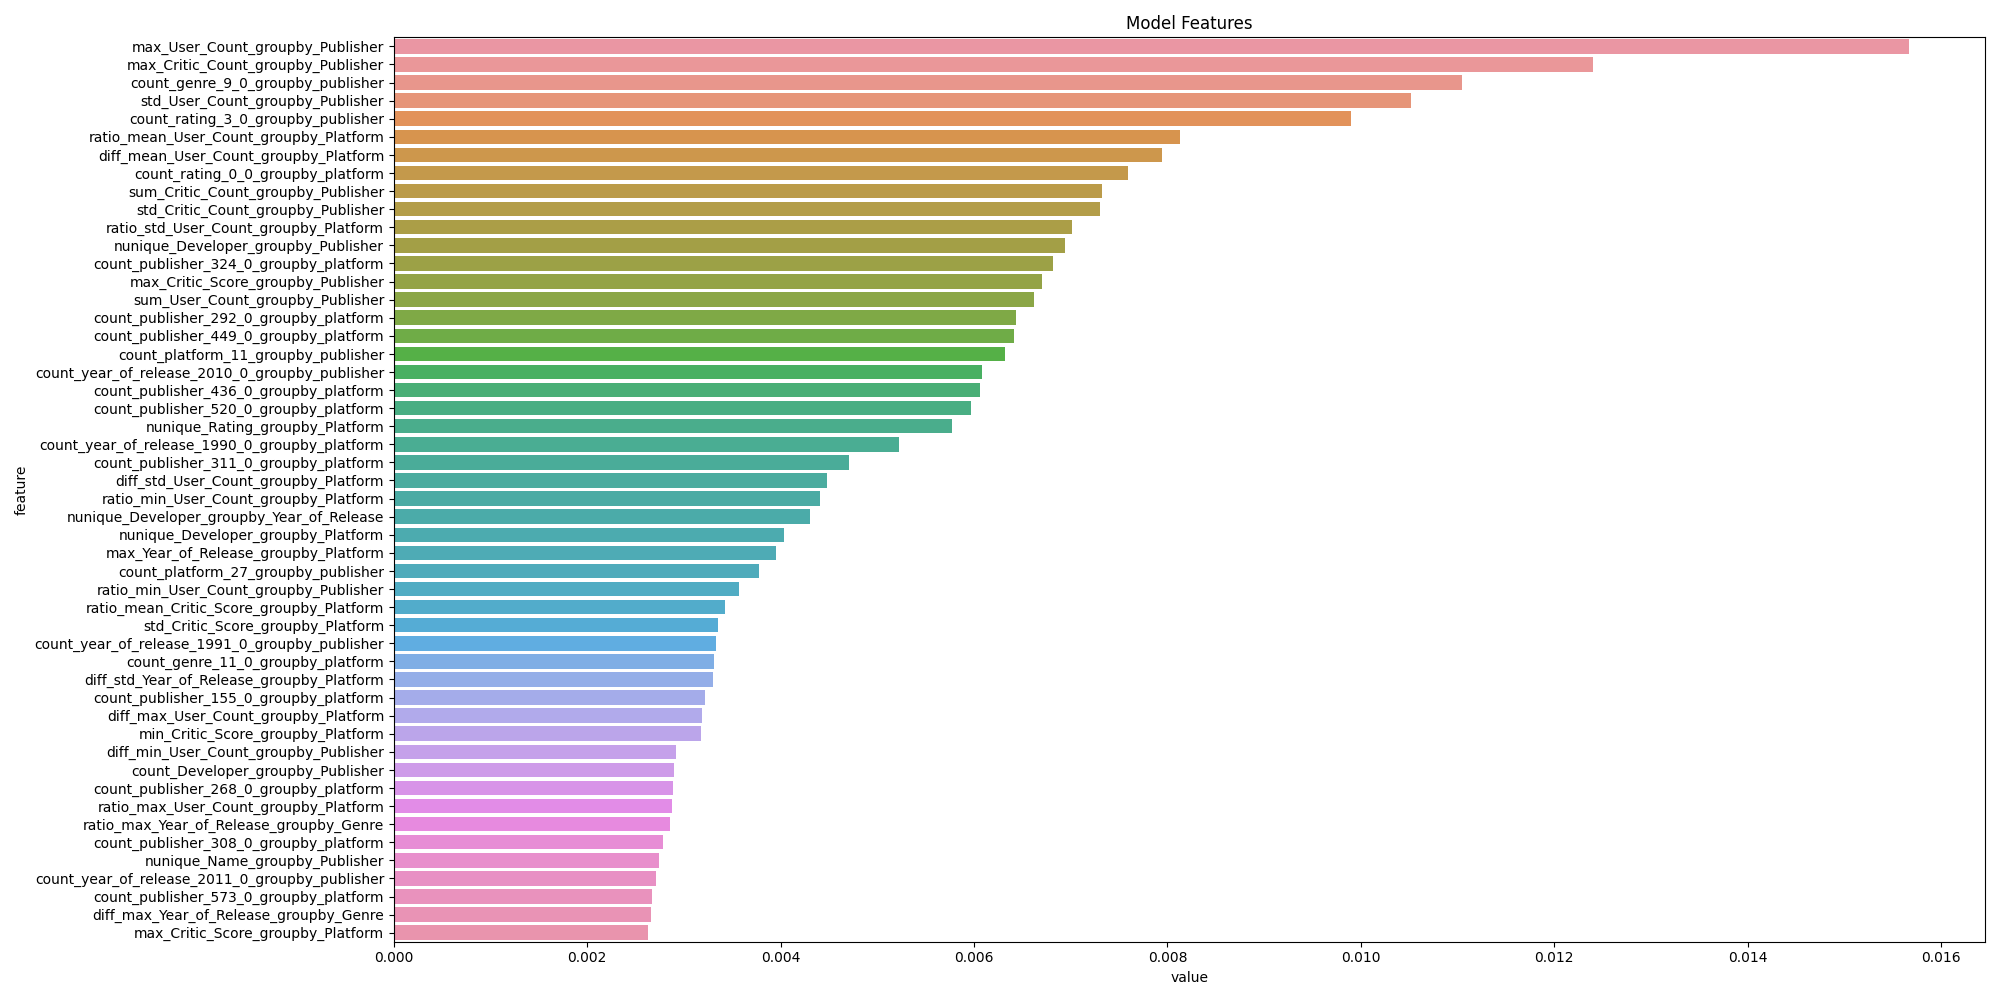 Model Features
max_User_Count_groupby_Publisher
max_Critic_Count_groupby_Publisher
count_genre_9_0_groupby_publisher
std_User_Count_groupby_Publisher
count_rating_3_0_groupby_publisher
ratio_mean_User_Count_groupby_Platform
diff_mean_User_Count_groupby_Platform
count_rating_0_0_groupby_platform
sum_Critic_Count_groupby_Publisher
std_Critic_Count_groupby_Publisher
ratio_std_User_Count_groupby_Platform
nunique_Developer_groupby_Publisher
count_publisher_324_0_groupby_platform
max_Critic_Score_groupby_Publisher
sum_User_Count_groupby_Publisher
count_publisher_292_0_groupby_platform
count_publisher_449_0_groupby_platform
count_platform_11_groupby_publisher
count_year_of_release_2010_0_groupby_publisher
count_publisher_436_0_groupby_platform
count_publisher_520_0_groupby_platform
nunique_Rating_groupby_Platform
count_year_of_release_1990_0_groupby_platform
count_publisher_311_0_groupby_platform
diff_std_User_Count_groupby_Platform
ratio_min_User_Count_groupby_Platform
nunique_Developer_groupby_Year_of_Release
nunique_Developer_groupby_Platform
max_Year_of_Release_groupby_Platform
count_platform_27_groupby_publisher
ratio_min_User_Count_groupby_Publisher
ratio_mean_Critic_Score_groupby_Platform
std_Critic_Score_groupby_Platform
count_year_of_release_1991_0_groupby_publisher
count_genre_11_0_groupby_platform
diff_std_Year_of_Release_groupby_Platform
count_publisher_155_0_groupby_platform
diff_max_User_Count_groupby_Platform
min_Critic_Score_groupby_Platform
diff_min_User_Count_groupby_Publisher
count_Developer_groupby_Publisher
count_publisher_268_0_groupby_platform
ratio_max_User_Count_groupby_Platform
ratio_max_Year_of_Release_groupby_Genre
count_publisher_308_0_groupby_platform
nunique_Name_groupby_Publisher
count_year_of_release_2011_0_groupby_publisher
count_publisher_573_0_groupby_platform
diff_max_Year_of_Release_groupby_Genre
max_Critic_Score_groupby_Platform
feature
0.000 0.002 0.004 0.006 0.008 0.010 0.012 0.014 0.016
value